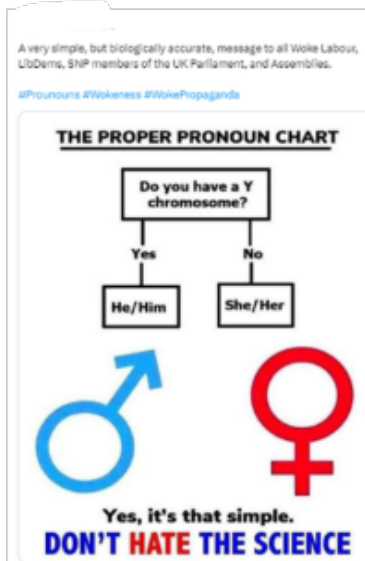 A very simple, but biologically accurate, message to all Woke Labour,
LibDems, SNP members of the UK Parliament, and Assemblies.
#Prounouns #Wokeness #WokePropaganda
THE PROPER PRONOUN CHART
Do you have a Y
chromosome?
Yes
No
He/Him
She/Her
Yes, it's that simple.
DON'T HATE THE SCIENCE